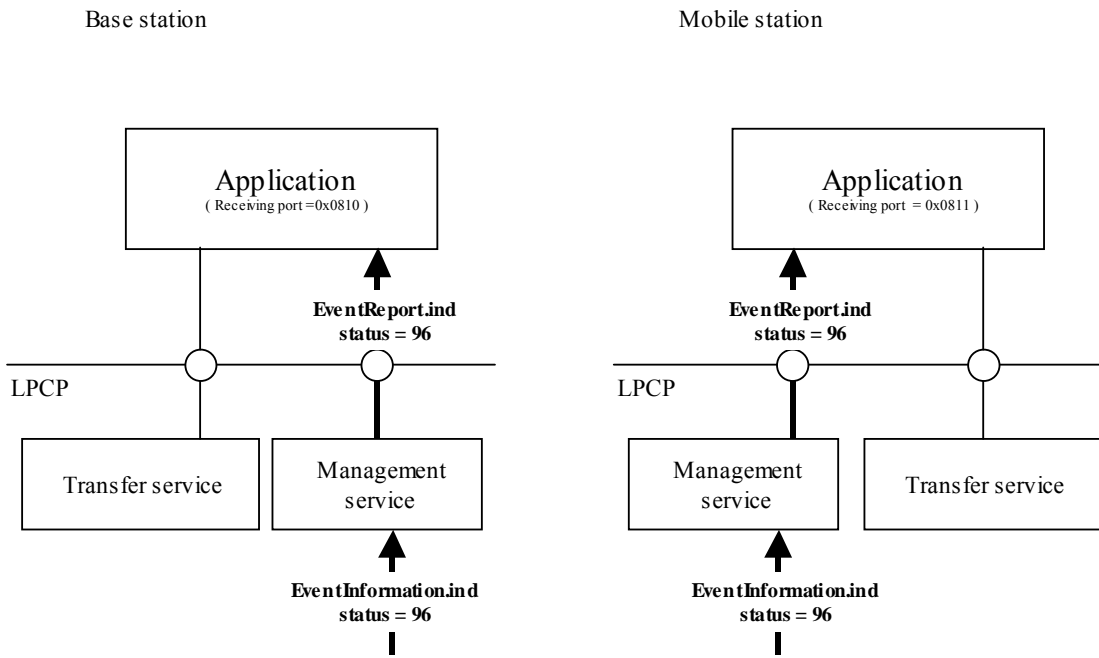 Base station
Mobile station
Application
( Receiving port =0x0810 )
Application
( Receiving port = 0x0811 )
EventReport.ind
status = 96
EventReport.ind
status = 96
LPCP
LPCP
Transfer service
Management
service
Management
service
Transfer service
EventInformation.ind
status = 96
EventInformation.ind
status = 96